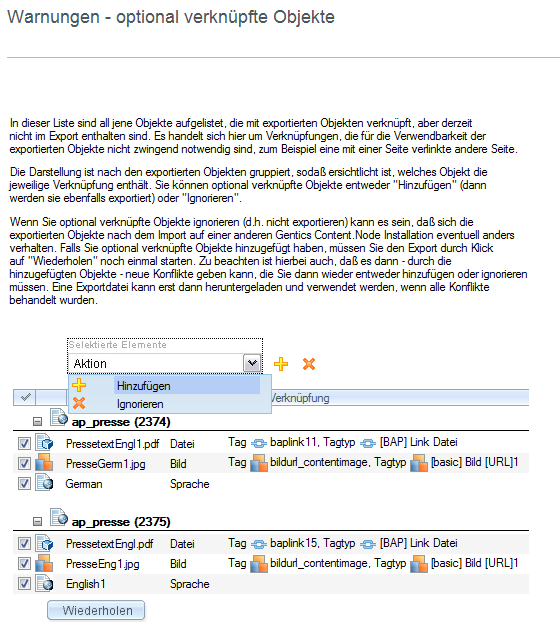 Warnungen - optional verknüpfte Objekte
In dieser Liste sind all jene Objekte aufgelistet, die mit exportierten Objekten verknüpft, aber derzeit
nicht im Export enthalten sind. Es handelt sich hier um Verknüpfungen, die für die Verwendbarkeit der
exportierten Objekte nicht zwingend notwendig sind, zum Beispiel eine mit einer Seite verlinkte andere Seite.
Die Darstellung ist nach den exportierten Objekten gruppiert, sodaß ersichtlicht ist, welches Objekt die
jeweilige Verknüpfung enthält. Sie können optional verknüpfte Objekte entweder "Hinzufügen" (dann
werden sie ebenfalls exportiert) oder "Ignorieren".
Wenn Sie optional verknüpfte Objekte ignorieren (d.h. nicht exportieren) kann es sein, daß sich die
exportierten Objekte nach dem Import auf einer anderen Gentics Content.Node Installation eventuell anders
verhalten. Falls Sie optional verknüpfte Objekte hinzugefügt haben, müssen Sie den Export durch Klick
auf "Wiederholen" noch einmal starten. Zu beachten ist hierbei auch, daß es dann - durch die
hinzugefügten Objekte - neue Konflikte geben kann, die Sie dann wieder entweder hinzufügen oder ignorieren
müssen. Eine Exportdatei kann erst dann heruntergeladen und verwendet werden, wenn alle Konflikte
behandelt wurden.
Selektierte Elemente
Aktion
Hinzufügen
Ignorieren
Verknüpfung
ap_presse (2374)
PressetextEngl1.pdf Datei Tag baplink11, Tagtyp [BAP] Link Datei
PresseGerm1.jpg Bild Tag bildurl_contentimage, Tagtyp [basic] Bild [URL]1
German Sprache
ap_presse (2375)
PressetextEngl.pdf Datei Tag baplink15, Tagtyp [BAP] Link Datei
PresseEng1.jpg Bild Tag bildurl_contentimage, Tagtyp [basic] Bild [URL]1
English1 Sprache
Wiederholen